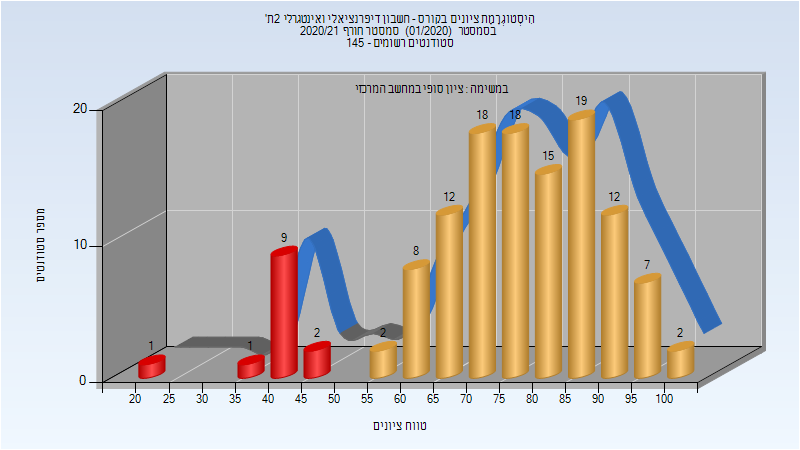 היסטוגרמת ציונים בקורס - חשבון דיפרנציאלי ואינטגרלי 2ת'
בסמסטר (01/2020) סמסטר חורף 2020/21
סטודנטים רשומים - 145
במשימה : ציון סופי במחשב המרכזי
20
10
0
מספר סטודנטים
1 1 9 2 2 8 12 18 18 15 19 12 7 2
20 25 30 35 40 45 50 55 60 65 70 75 80 85 90 95 100
טווח ציונים